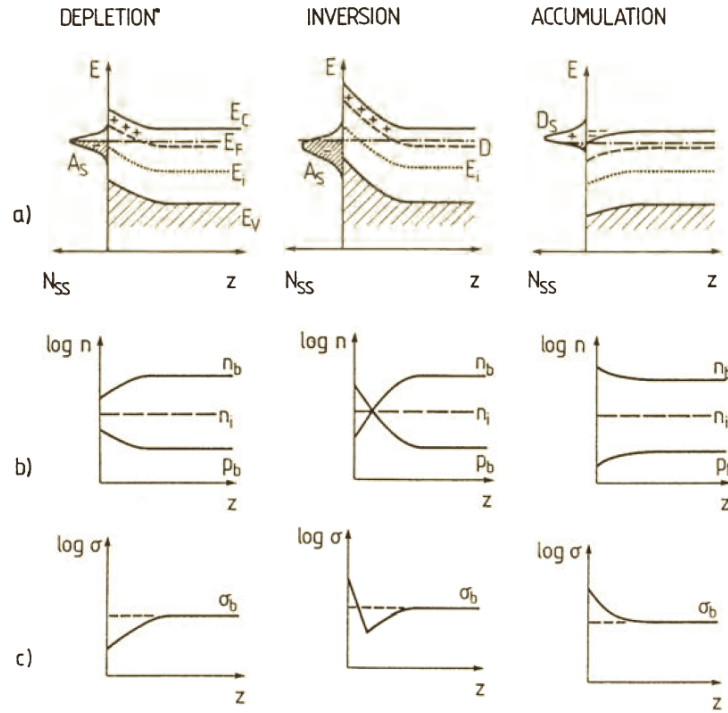 DEPLETION INVERSION ACCUMULATION
E E E
E_C
E_F
A_S
E_i
E_V
D
E_i
A_S
D_S
a)
N_SS z N_SS z N_SS z
log n log n log n
n_b n_b
n_i n_i n_i
p_b p_b
b)
z z z
log σ log σ log σ
σ_b σ_b σ_b
c)
z z z